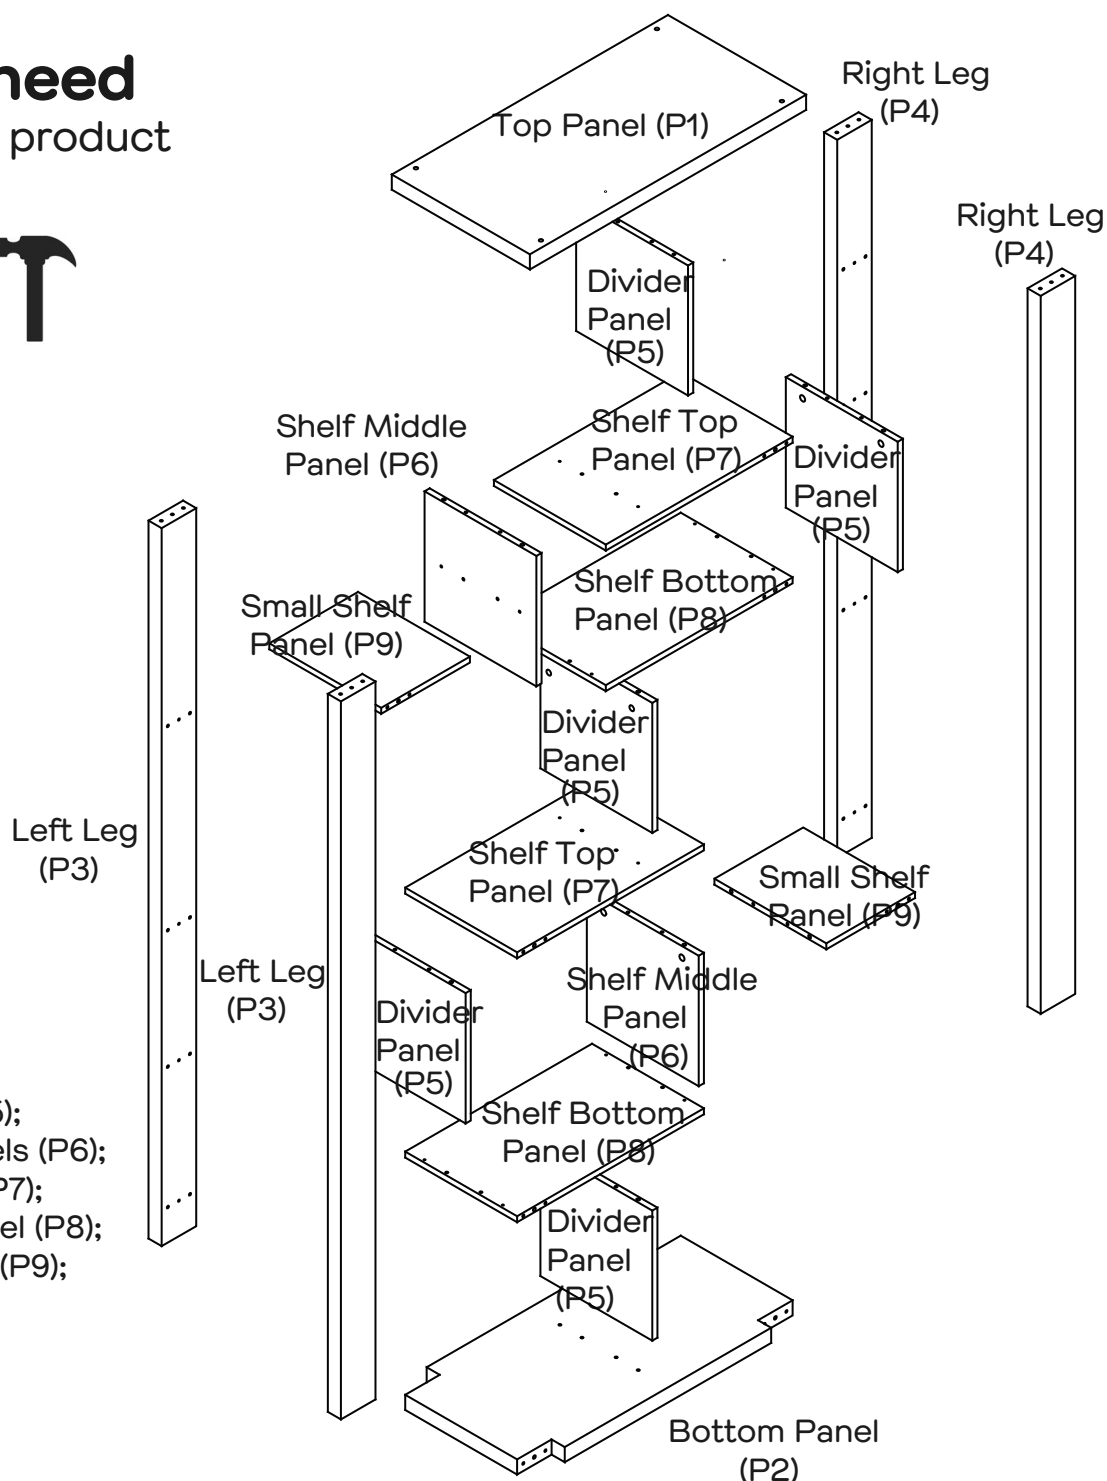 need
product
Top Panel (P1)
Right Leg
(P4)
Right Leg
(P4)
Divider
Panel
(P5)
Shelf Middle
Panel (P6)
Shelf Top
Panel (P7)
Divider
Panel
(P5)
Small Shelf
Panel (P9)
Shelf Bottom
Panel (P8)
Divider
Panel
(P5)
Left Leg
(P3)
Shelf Top
Panel (P7)
Small Shelf
Panel (P9)
Left Leg
(P3)
Divider
Panel
(P5)
Shelf Middle
Panel
(P6)
Shelf Bottom
Panel (P8)
);
els (P6);
P7);
el (P8);
(P9);
Divider
Panel
(P5)
Bottom Panel
(P2)